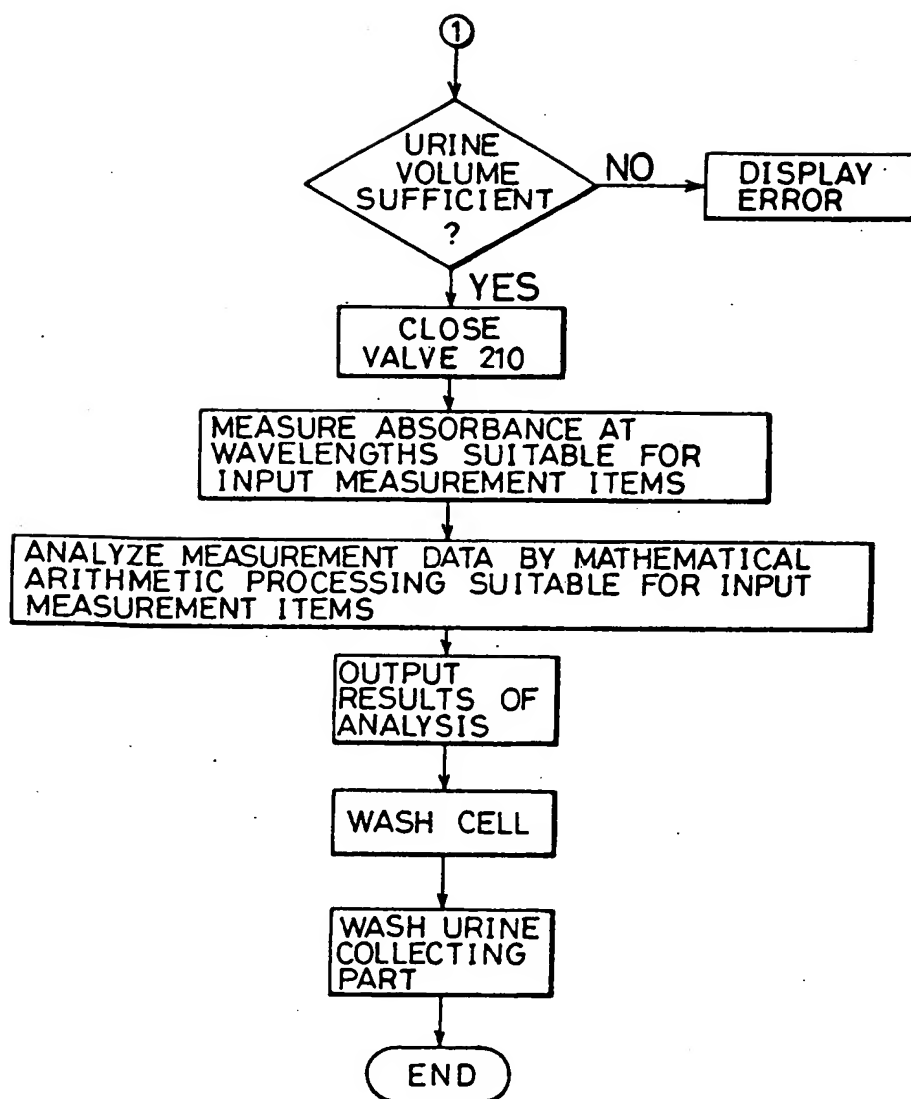 1
URINE
VOLUME
SUFFICIENT
?
NO
DISPLAY
ERROR
YES
CLOSE
VALVE 210
MEASURE ABSORBANCE AT
WAVELENGTHS SUITABLE FOR
INPUT MEASUREMENT ITEMS
ANALYZE MEASUREMENT DATA BY MATHEMATICAL
ARITHMETIC PROCESSING SUITABLE FOR INPUT
MEASUREMENT ITEMS
OUTPUT
RESULTS OF
ANALYSIS
WASH CELL
WASH URINE
COLLECTING
PART
END